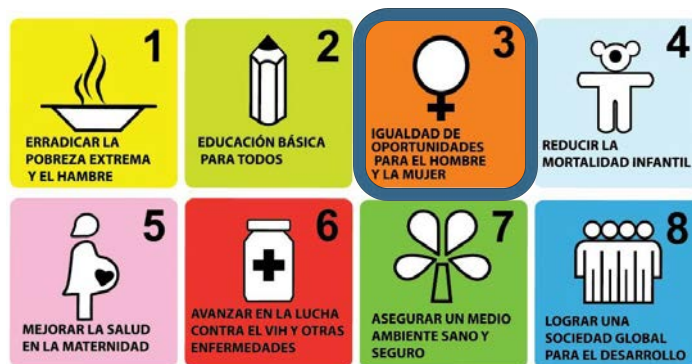 1
ERRADICAR LA
POBREZA EXTREMA
Y EL HAMBRE
2
EDUCACIÓN BÁSICA
PARA TODOS
3
IGUALDAD DE
OPORTUNIDADES
PARA EL HOMBRE
Y LA MUJER
4
REDUCIR LA
MORTALIDAD INFANTIL
5
MEJORAR LA SALUD
EN LA MATERNIDAD
6
AVANZAR EN LA LUCHA
CONTRA EL VIH Y OTRAS
ENFERMEDADES
7
ASEGURAR UN MEDIO
AMBIENTE SANO Y
SEGURO
8
LOGRAR UNA
SOCIEDAD GLOBAL
PARA EL DESARROLLO